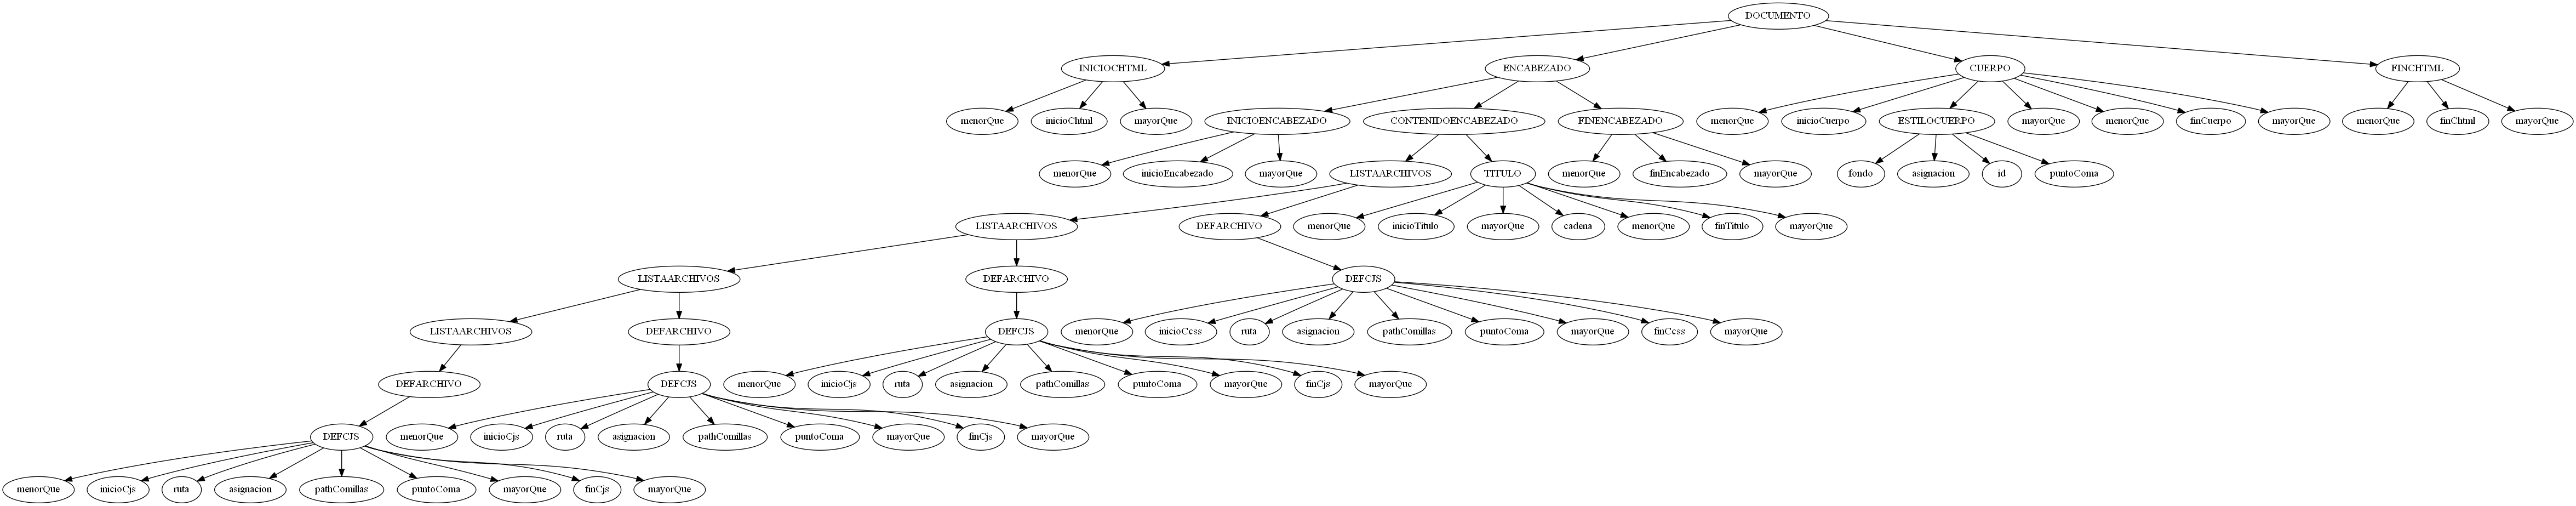 DOCUMENTO
INICIOCHTML ENCABEZADO CUERPO FINCHTML
menorQue inicioChtml mayorQue INICIOENCABEZADO CONTENIDOENCABEZADO FINENCABEZADO menorQue inicioCuerpo ESTILOCUERPO mayorQue menorQue finCuerpo mayorQue menorQue finChtml mayorQue
menorQue inicioEncabezado mayorQue LISTAARCHIVOS TITULO menorQue finEncabezado mayorQue fondo asignacion id puntoComa
LISTAARCHIVOS DEFARCHIVO menorQue inicioTitulo mayorQue cadena menorQue finTitulo mayorQue
LISTAARCHIVOS DEFARCHIVO DEFCJS
LISTAARCHIVOS DEFARCHIVO DEFCJS menorQue inicioCcss ruta asignacion pathComillas puntoComa mayorQue finCcss mayorQue
DEFARCHIVO DEFCJS menorQue inicioCjs ruta asignacion pathComillas puntoComa mayorQue finCjs mayorQue
DEFCJS menorQue inicioCjs ruta asignacion pathComillas puntoComa mayorQue finCjs mayorQue
menorQue inicioCjs ruta asignacion pathComillas puntoComa mayorQue finCjs mayorQue